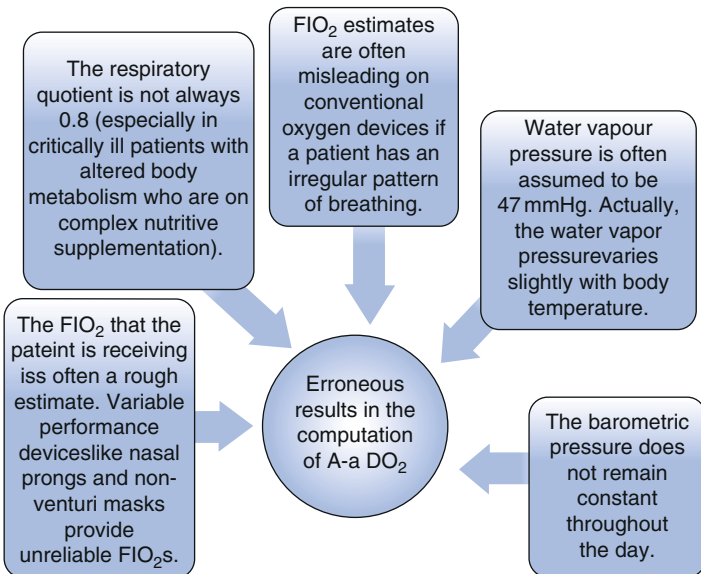 The respiratory
quotient is not always
0.8 (especially in
critically ill patients with
altered body
metabolism who are on
complex nutritive
supplementation).
FIO₂ estimates
are often
misleading on
conventional
oxygen devices if
a patient has an
irregular pattern
of breathing.
Water vapour
pressure is often
assumed to be
47 mmHg. Actually,
the water vapor
pressurevaries
slightly with body
temperature.
The FIO₂ that the
pateint is receiving
iss often a rough
estimate. Variable
performance
deviceslike nasal
prongs and non-
venturi masks
provide
unreliable FIO₂s.
Erroneous
results in the
computation
of A-a DO₂
The barometric
pressure does
not remain
constant
throughout
the day.